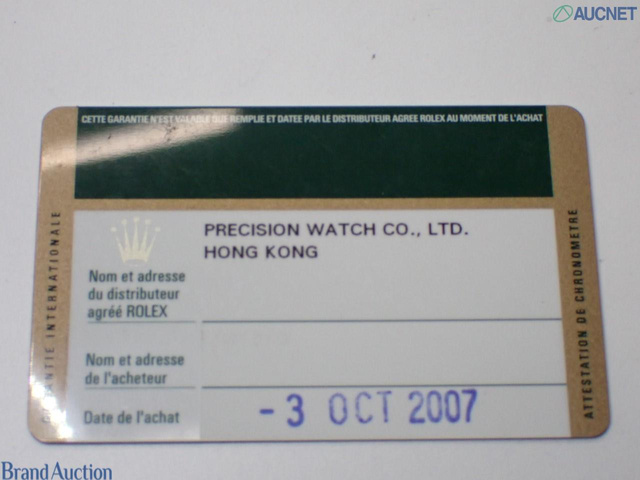 AUCNET
CETTE GARANTIE N'EST VALABLE QUE REMPLIE ET DATEE PAR LE DISTRIBUTEUR AGREE ROLEX AU MOMENT DE L'ACHAT
GARANTIE INTERNATIONALE
PRECISION WATCH CO., LTD.
HONG KONG
Nom et adresse
du distributeur
agréé ROLEX
Nom et adresse
de l'acheteur
Date de l'achat
- 3 OCT 2007
ATTESTATION DE CHRONOMETRE
Brand Auction